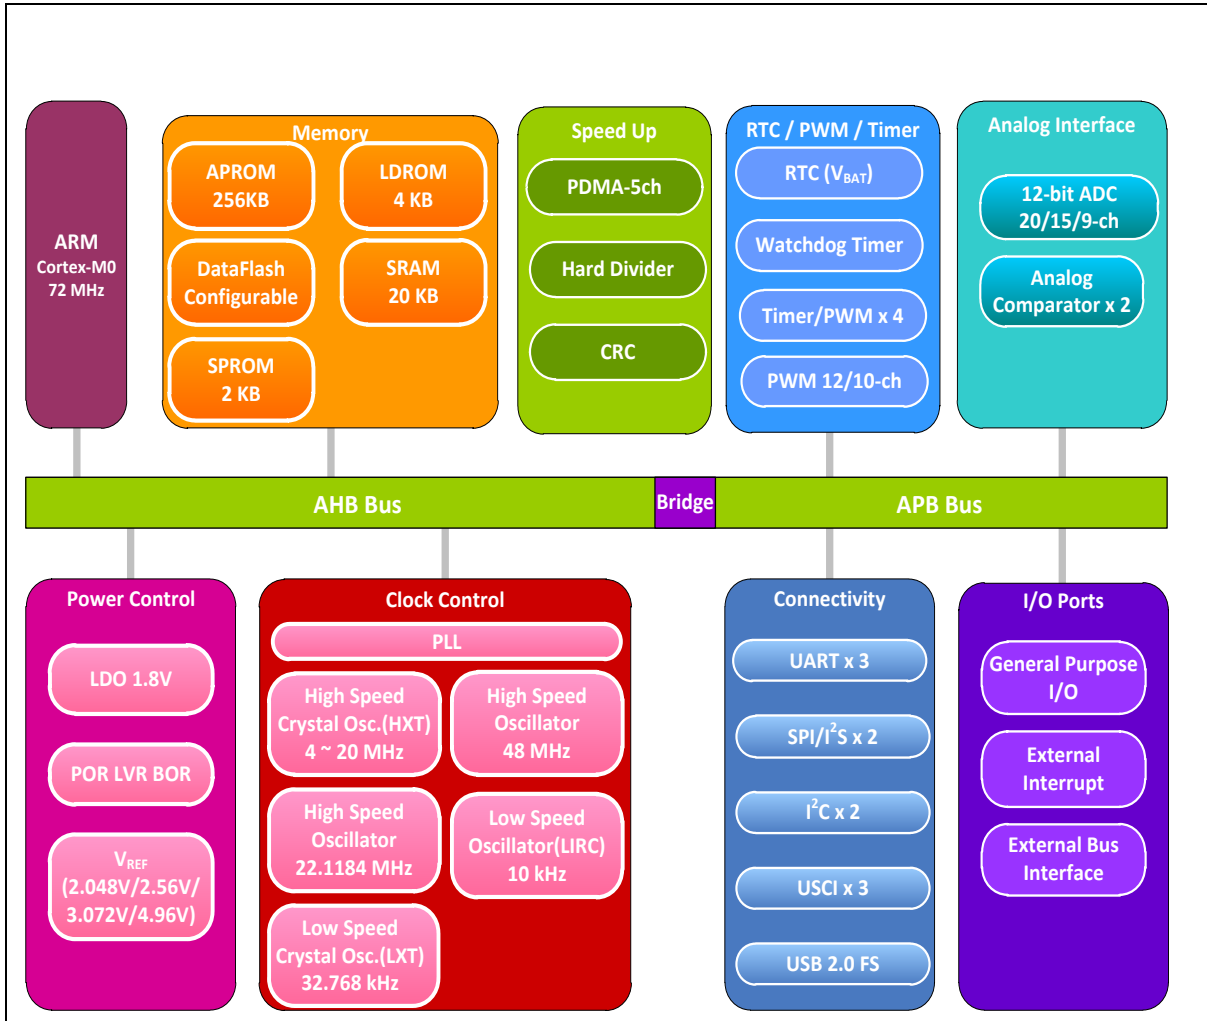 ARM
Cortex-M0
72 MHz
Memory
APROM
256KB
LDROM
4 KB
DataFlash
Configurable
SRAM
20 KB
SPROM
2 KB
Speed Up
PDMA-5ch
Hard Divider
CRC
RTC / PWM / Timer
RTC (VBAT)
Watchdog Timer
Timer/PWM x 4
PWM 12/10-ch
Analog Interface
12-bit ADC
20/15/9-ch
Analog
Comparator x 2
AHB Bus
Bridge
APB Bus
Power Control
LDO 1.8V
POR LVR BOR
VREF
(2.048V/2.56V/
3.072V/4.96V)
Clock Control
PLL
High Speed
Crystal Osc.(HXT)
4 ~ 20 MHz
High Speed
Oscillator
48 MHz
High Speed
Oscillator
22.1184 MHz
Low Speed
Oscillator(LIRC)
10 kHz
Low Speed
Crystal Osc.(LXT)
32.768 kHz
Connectivity
UART x 3
SPI/I²S x 2
I²C x 2
USCI x 3
USB 2.0 FS
I/O Ports
General Purpose
I/O
External
Interrupt
External Bus
Interface